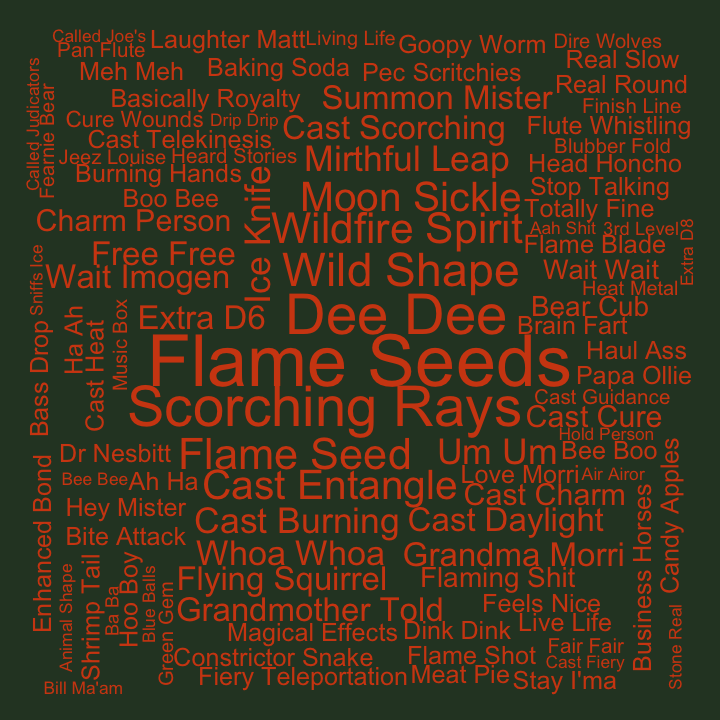 Called Joe's
Pan Flute
Laughter Matt
Living Life
Goopy Worm
Dire Wolves
Real Slow
Meh Meh
Baking Soda
Pec Scritchies
Real Round
Called Judicators
Fearnie Bear
Basically Royalty
Summon Mister
Finish Line
Cure Wounds
Drip Drip
Cast Scorching
Flute Whistling
Cast Telekinesis
Blubber Fold
Jeez Louise
Heard Stories
Mirthful Leap
Head Honcho
Burning Hands
Boo Bee
Ice Knife
Moon Sickle
Stop Talking
Charm Person
Totally Fine
Wildfire Spirit
Aah Shit
3rd Level
Extra D8
Free Free
Flame Blade
Sniffs Ice
Wait Imogen
Wild Shape
Wait Wait
Heat Metal
Ha Ah
Music Box
Extra D6
Dee Dee
Bear Cub
Brain Fart
Bass Drop
Cast Heat
Flame Seeds
Haul Ass
Papa Ollie
Scorching Rays
Cast Guidance
Cast Cure
Hold Person
Dr Nesbitt
Flame Seed
Um Um
Bee Boo
Bee Bee
Ah Ha
Cast Entangle
Love Morri
Air Airor
Candy Apples
Enhanced Bond
Hey Mister
Cast Charm
Business Horses
Bite Attack
Cast Burning
Cast Daylight
Whoa Whoa
Grandma Morri
Animal Shape
Shrimp Tail
Ba Ba
Hoo Boy
Blue Balls
Green Gem
Flying Squirrel
Flaming Shit
Grandmother Told
Feels Nice
Stone Real
Magical Effects
Dink Dink
Live Life
Constrictor Snake
Flame Shot
Fair Fair
Cast Fiery
Bill Ma'am
Fiery Teleportation
Meat Pie
Stay I'ma